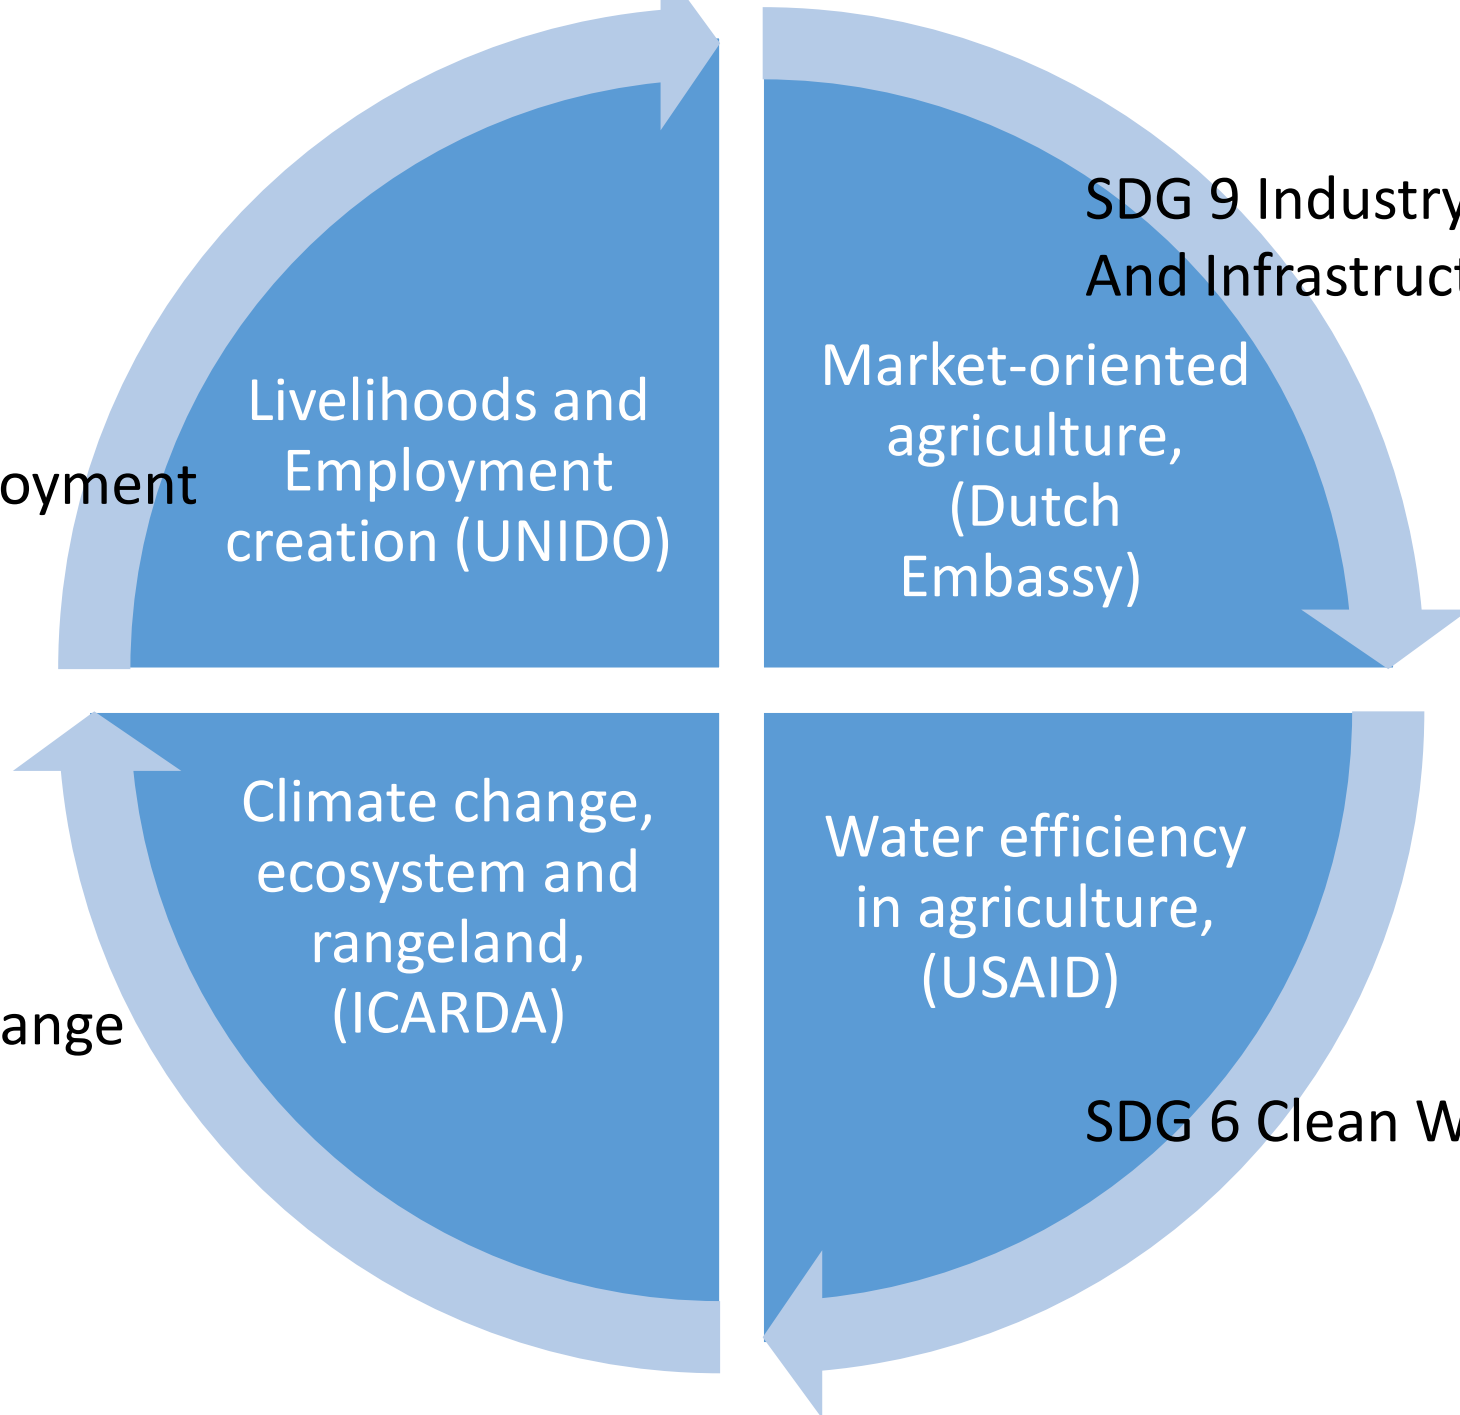 SDG 9 Industry
And Infrastruct
Livelihoods and
Employment
creation (UNIDO)
Market-oriented
agriculture,
(Dutch
Embassy)
oyment
Climate change,
ecosystem and
rangeland,
(ICARDA)
Water efficiency
in agriculture,
(USAID)
ange
SDG 6 Clean W